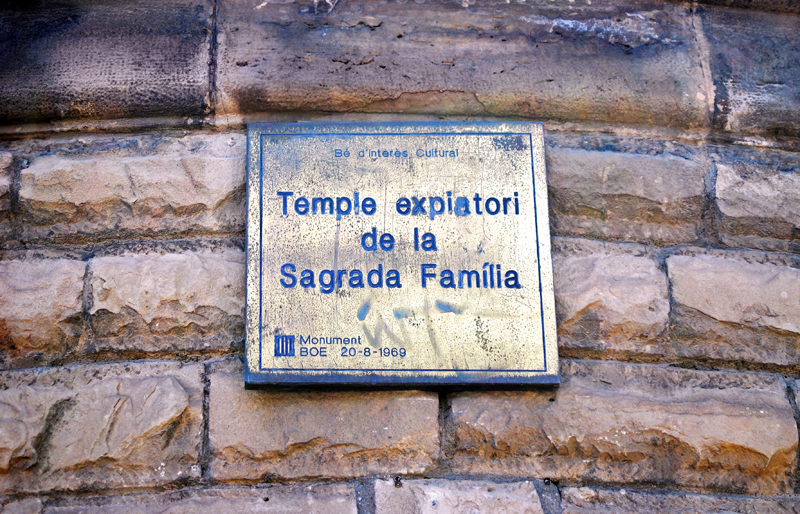 Bé d'interès Cultural
Temple expiatori
de la
Sagrada Família
Monument
BOE 20-8-1969